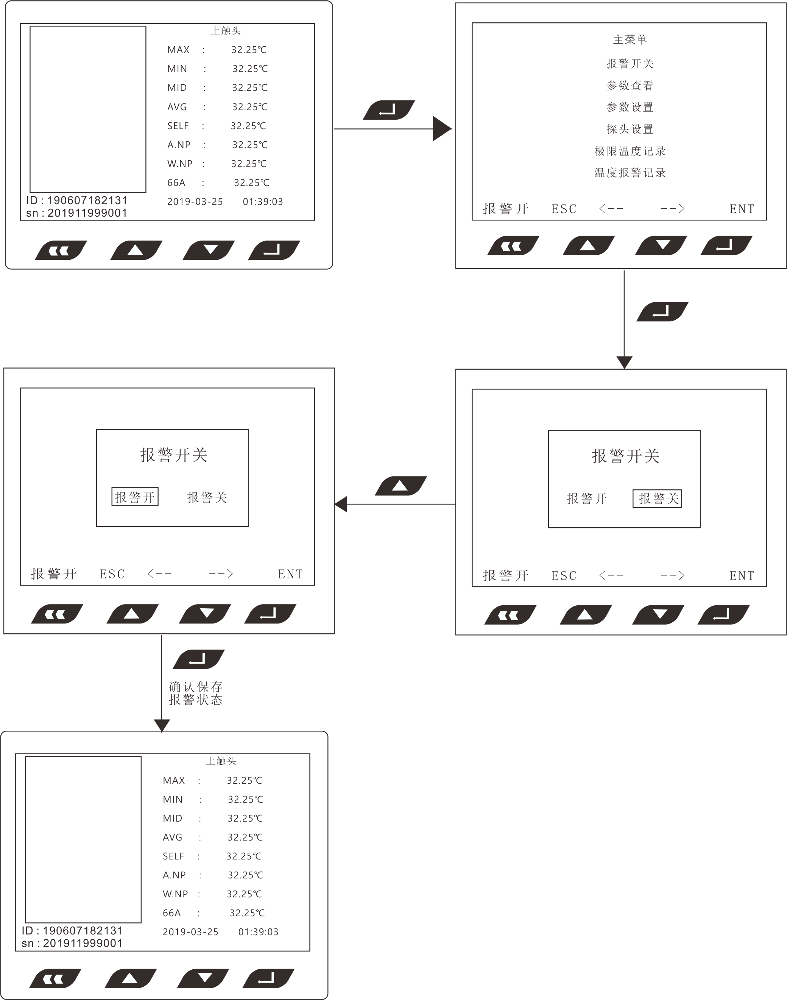 上触头
MAX : 32.25℃
MIN : 32.25℃
MID : 32.25℃
AVG : 32.25℃
SELF : 32.25℃
A.NP : 32.25℃
W.NP : 32.25℃
66A : 32.25℃
2019-03-25 01:39:03
ID : 190607182131
sn : 201911999001
主菜单
报警开关
参数查看
参数设置
探头设置
极限温度记录
温度报警记录
报警开 ESC <-- --> ENT
报警开关
报警开 报警关
报警开 ESC <-- --> ENT
报警开关
报警开 报警关
报警开 ESC <-- --> ENT
确认保存
报警状态
上触头
MAX : 32.25℃
MIN : 32.25℃
MID : 32.25℃
AVG : 32.25℃
SELF : 32.25℃
A.NP : 32.25℃
W.NP : 32.25℃
66A : 32.25℃
2019-03-25 01:39:03
ID : 190607182131
sn : 201911999001